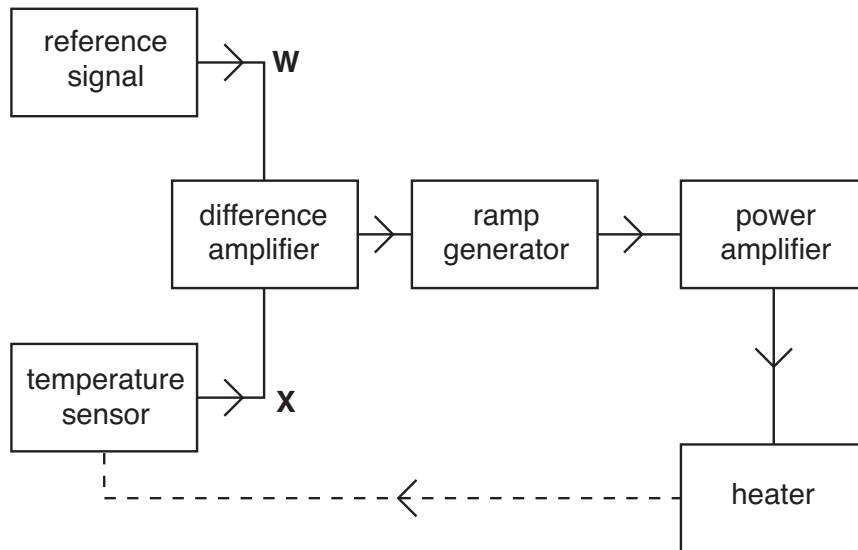 reference
signal
W
difference
amplifier
ramp
generator
power
amplifier
temperature
sensor
X
heater